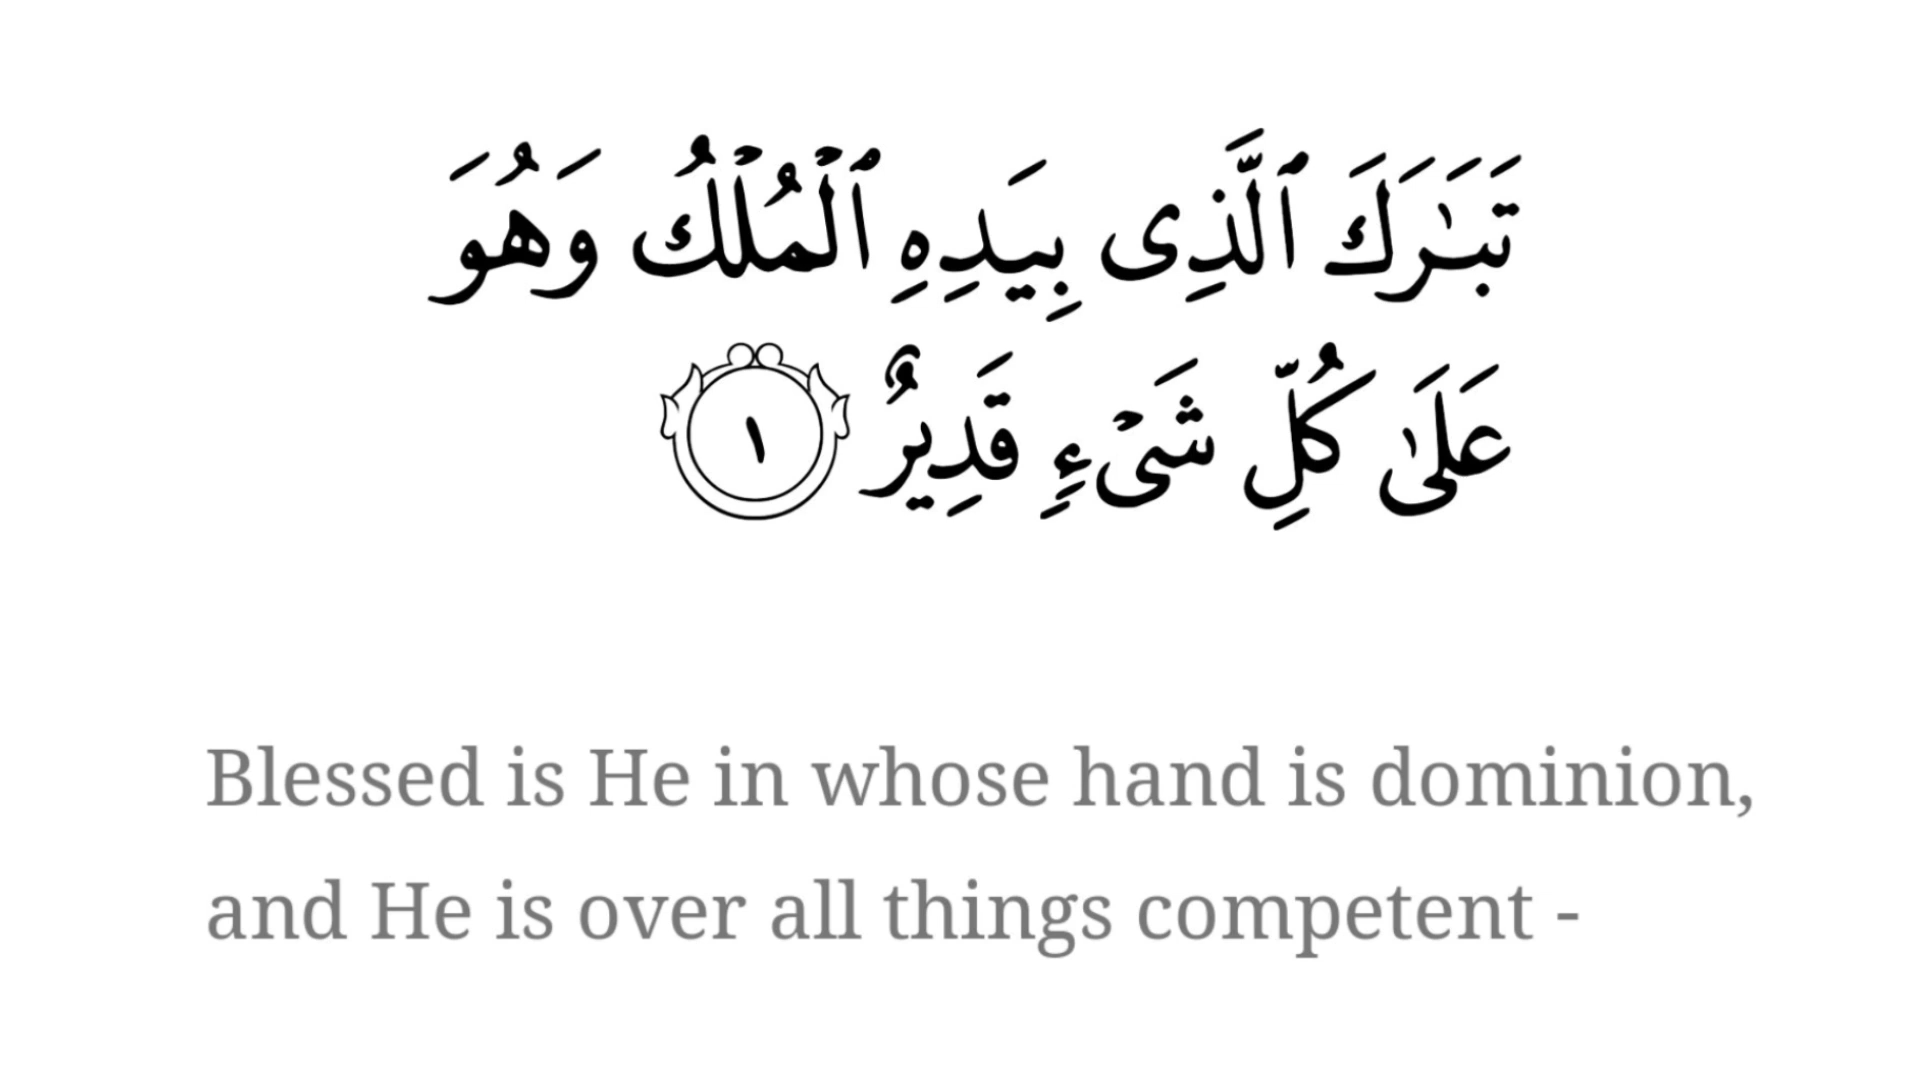 تَبَـٰرَكَ ٱلَّذِى بِيَدِهِ ٱلْمُلْكُ وَهُوَ
عَلَىٰ كُلِّ شَىْءٍ قَدِيرٌ ١
Blessed is He in whose hand is dominion,
and He is over all things competent -